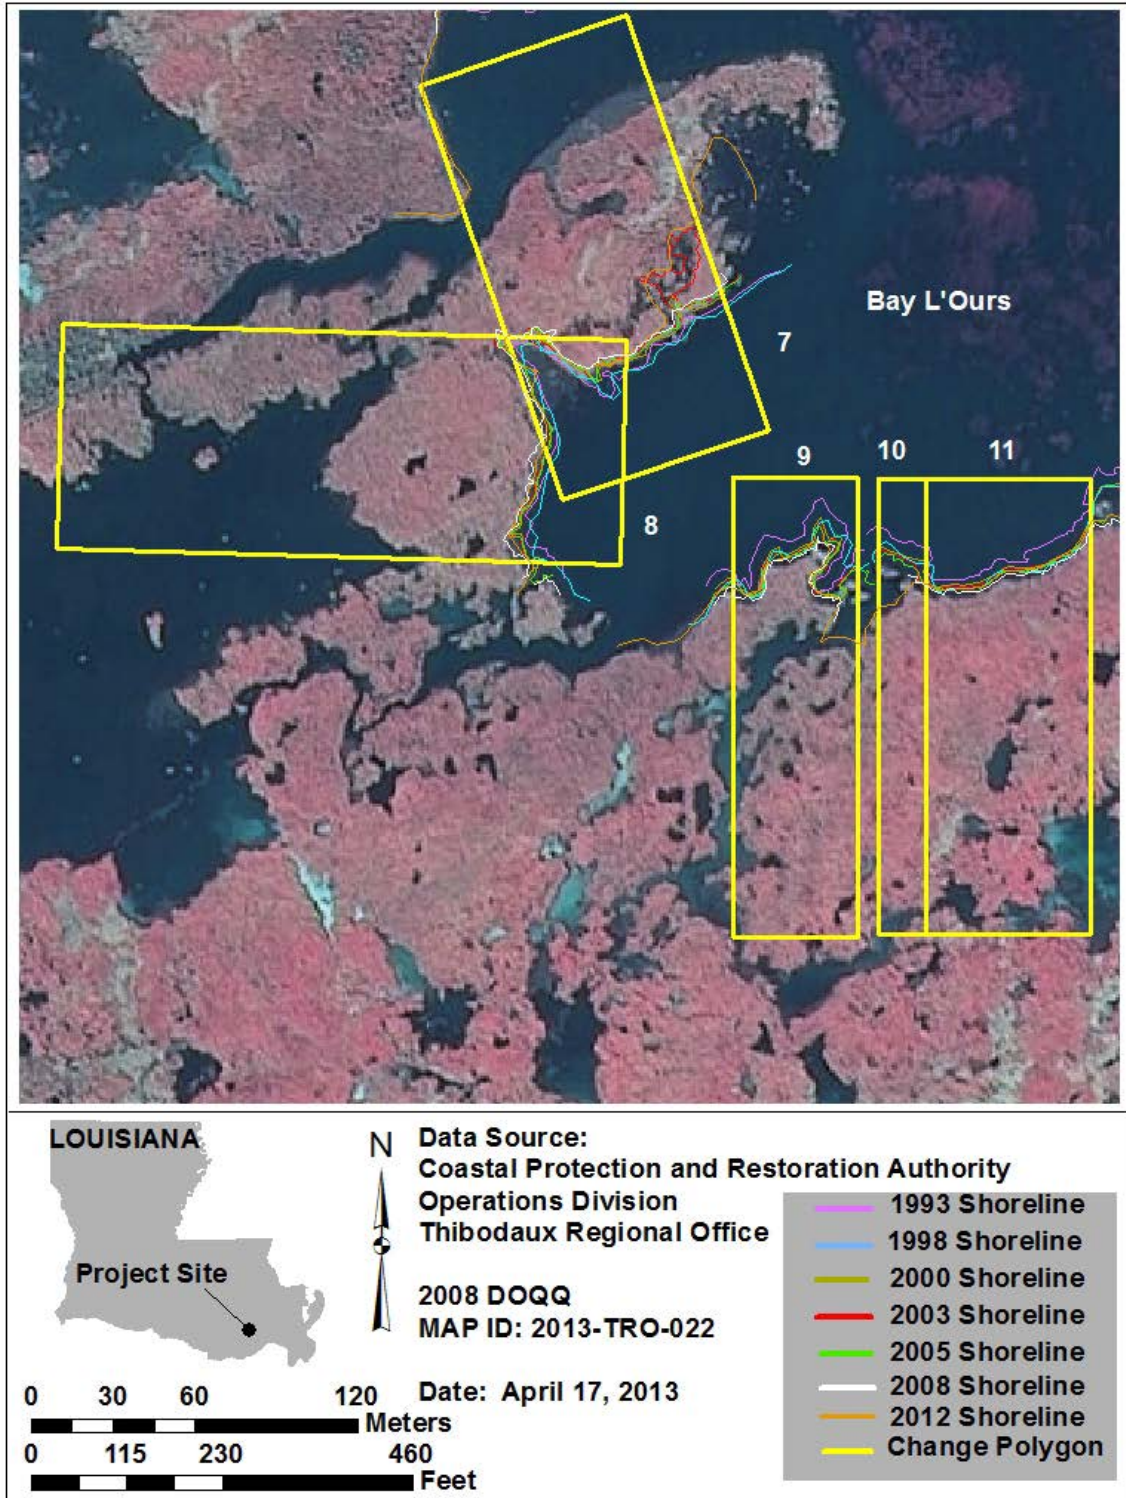 Bay L'Ours
7
8
9
10
11
LOUISIANA
Project Site
N
Data Source:
Coastal Protection and Restoration Authority
Operations Division
Thibodaux Regional Office
2008 DOQQ
MAP ID: 2013-TRO-022
Date: April 17, 2013
0 30 60 120
Meters
0 115 230 460
Feet
1993 Shoreline
1998 Shoreline
2000 Shoreline
2003 Shoreline
2005 Shoreline
2008 Shoreline
2012 Shoreline
Change Polygon